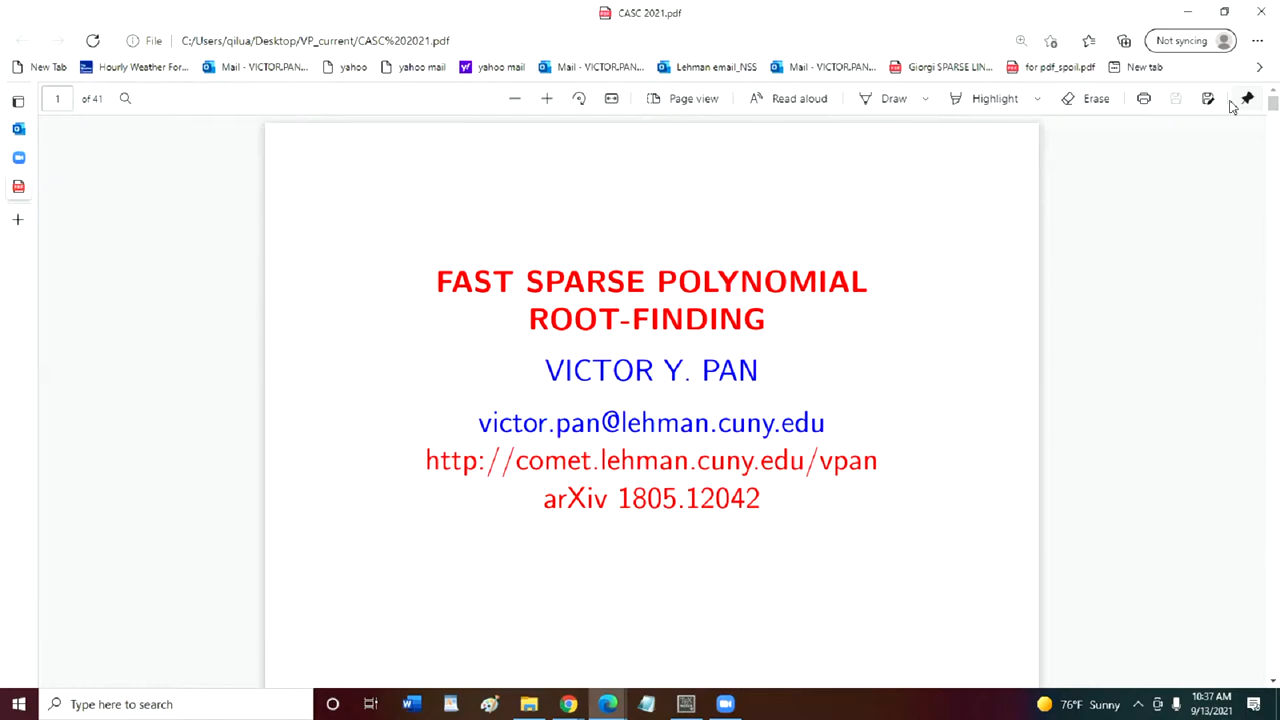 CASC 2021.pdf
File C:/Users/qilua/Desktop/VP_current/CASC%202021.pdf Not syncing
New Tab Hourly Weather For... Mail - VICTOR.PAN... yahoo yahoo mail yahoo mail Mail - VICTOR.PAN... Lehman email_NSS Mail - VICTOR.PAN... Giorgi SPARSE LIN... for pdf_spoil.pdf New tab
1 of 41 Page view Read aloud Draw Highlight Erase
FAST SPARSE POLYNOMIAL
ROOT-FINDING
VICTOR Y. PAN
victor.pan@lehman.cuny.edu
http://comet.lehman.cuny.edu/vpan
arXiv 1805.12042
Type here to search 76°F Sunny 10:37 AM
9/13/2021